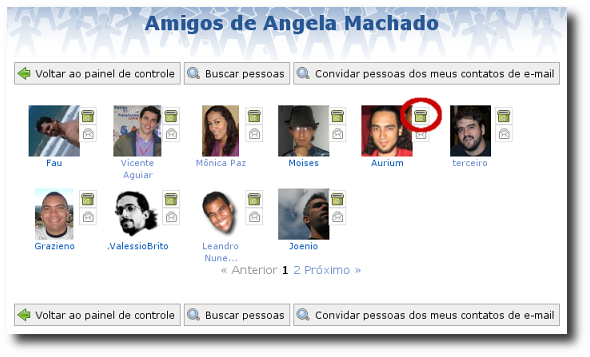 Amigos de Angela Machado
Voltar ao painel de controle Buscar pessoas Convidar pessoas dos meus contatos de e-mail
Fau Vicente Mônica Paz Moises Aurium terceiro
Aguiar
Grazieno .ValessioBrito Leandro Joenio
Nune...
« Anterior 1 2 Próximo »
Voltar ao painel de controle Buscar pessoas Convidar pessoas dos meus contatos de e-mail